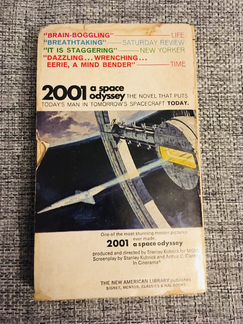 "BRAIN-BOGGLING" — LIFE
"BREATHTAKING" — SATURDAY REVIEW
"IT IS STAGGERING" — NEW YORKER
"DAZZLING... WRENCHING...
EERIE, A MIND BENDER" — TIME
2001 a space odyssey THE NOVEL THAT PUTS
TODAY'S MAN IN TOMORROW'S SPACECRAFT TODAY.
One of the most stunning motion pictures
ever made
2001 a space odyssey
produced and directed by Stanley Kubrick for MGM
Screenplay by Stanley Kubrick and Arthur C. Clarke
In Cinerama
THE NEW AMERICAN LIBRARY publishes
SIGNET, MENTOR, CLASSICS & NAL BOOKS